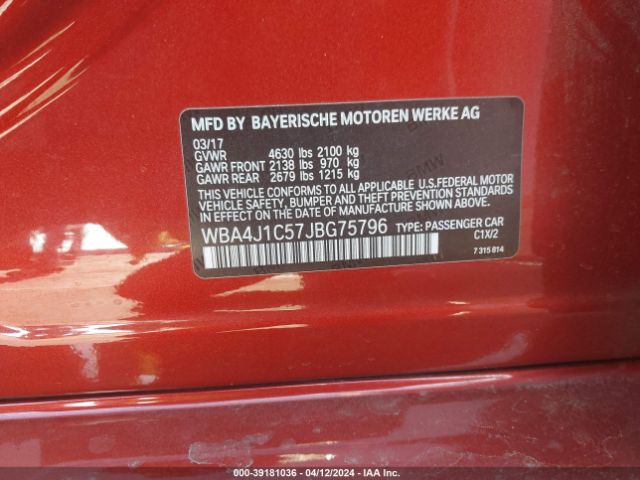 MFD BY BAYERISCHE MOTOREN WERKE AG
03/17
GVWR 4630 lbs 2100 kg
GAWR FRONT 2138 lbs 970 kg
GAWR REAR 2679 lbs 1215 kg
THIS VEHICLE CONFORMS TO ALL APPLICABLE U.S.FEDERAL MOTOR
VEHICLE SAFETY, BUMPER AND THEFT PREVENTION STANDARDS
IN EFFECT ON THE DATE OF MANUFACTURE SHOWN ABOVE.
WBA4J1C57JBG75796 TYPE: PASSENGER CAR
C1X/2
7 315 814
000-39181036 - 04/12/2024 - IAA Inc.